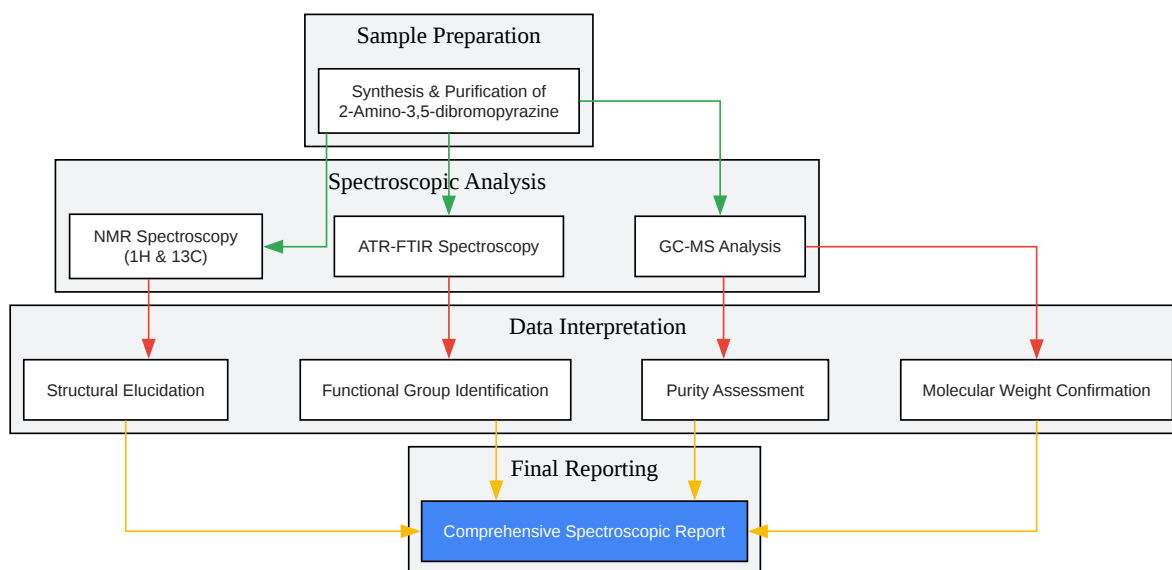 Sample Preparation
Synthesis & Purification of
2-Amino-3,5-dibromopyrazine
Spectroscopic Analysis
NMR Spectroscopy
(1H & 13C)
ATR-FTIR Spectroscopy
GC-MS Analysis
Data Interpretation
Structural Elucidation
Functional Group Identification
Purity Assessment
Molecular Weight Confirmation
Final Reporting
Comprehensive Spectroscopic Report